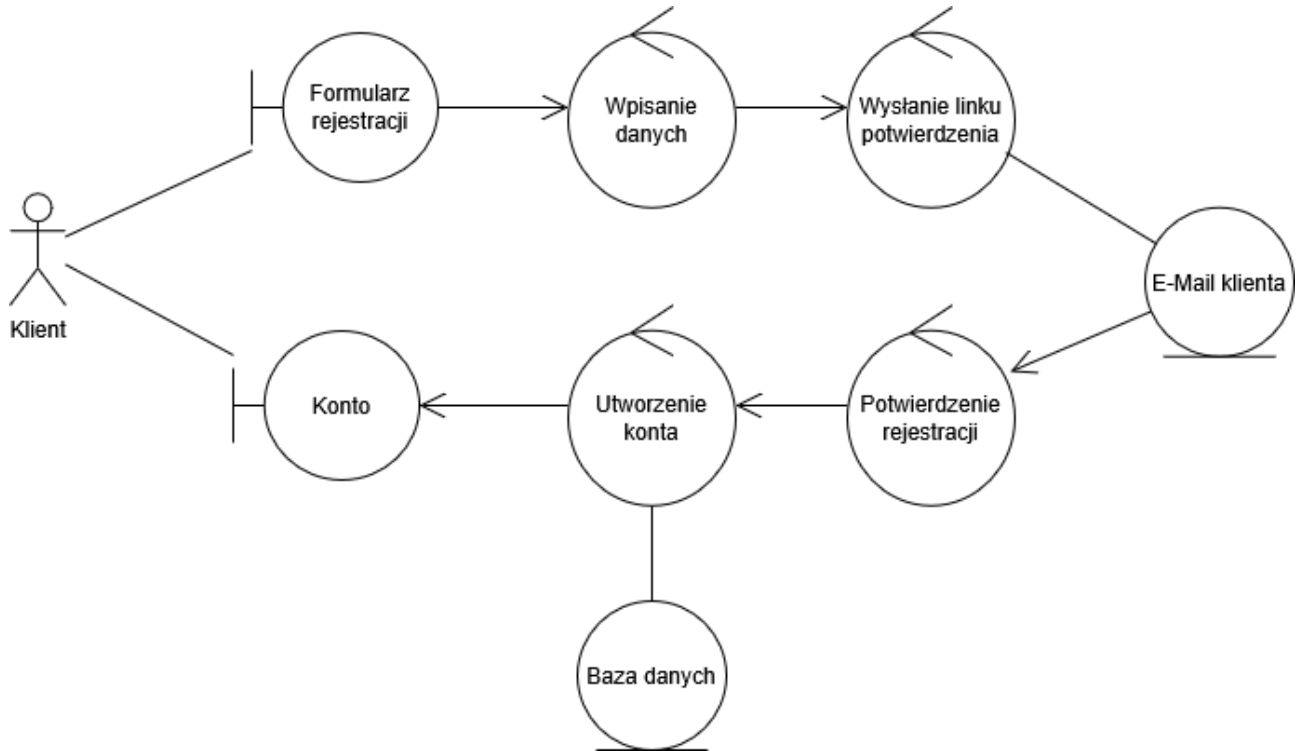 Formularz
rejestracji
Wpisanie
danych
Wysłanie linku
potwierdzenia
E-Mail klienta
Klient
Konto
Utworzenie
konta
Potwierdzenie
rejestracji
Baza danych